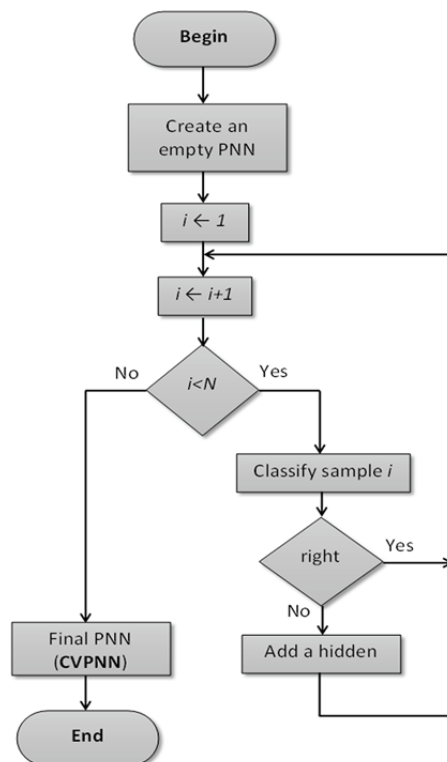 Begin
Create an
empty PNN
i ← 1
i ← i+1
i<N
No
Yes
Classify sample i
right
Yes
No
Add a hidden
Final PNN
(CVPNN)
End